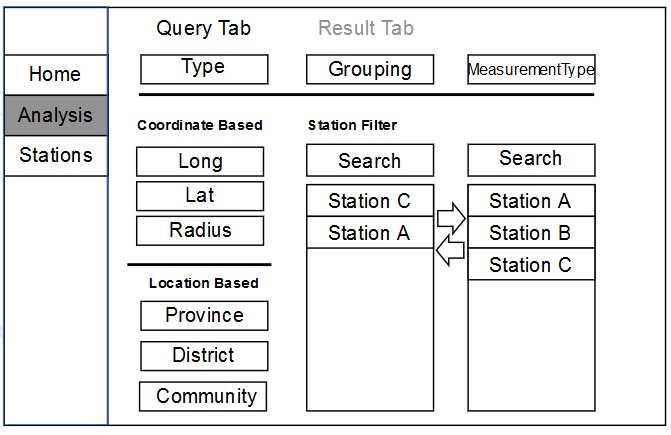 Query Tab
Result Tab
Home
Analysis
Stations
Type
Grouping
MeasurementType
Coordinate Based
Long
Lat
Radius
Location Based
Province
District
Community
Station Filter
Search
Station C
Station A
Search
Station A
Station B
Station C